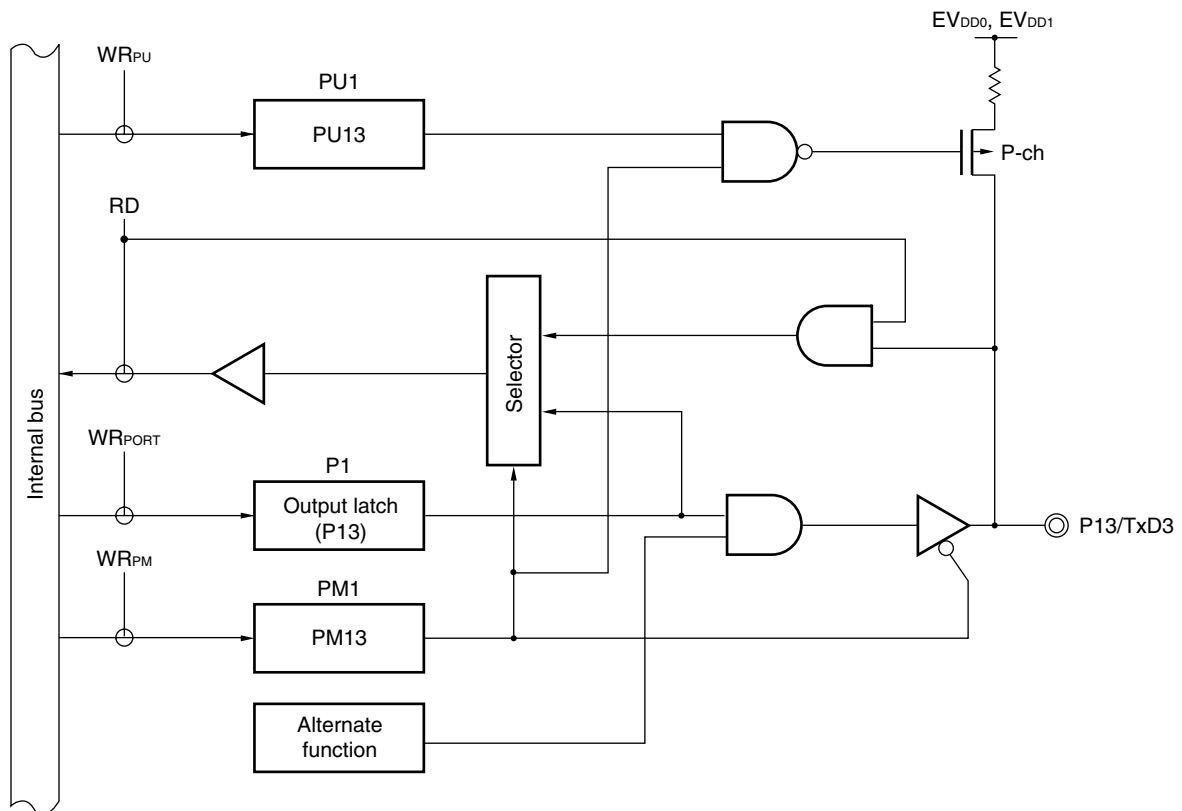 EVDD0, EVDD1
WRPU
PU1
PU13
P-ch
RD
Selector
Internal bus
WRPORT
P1
Output latch
(P13)
P13/TxD3
WRPM
PM1
PM13
Alternate
function